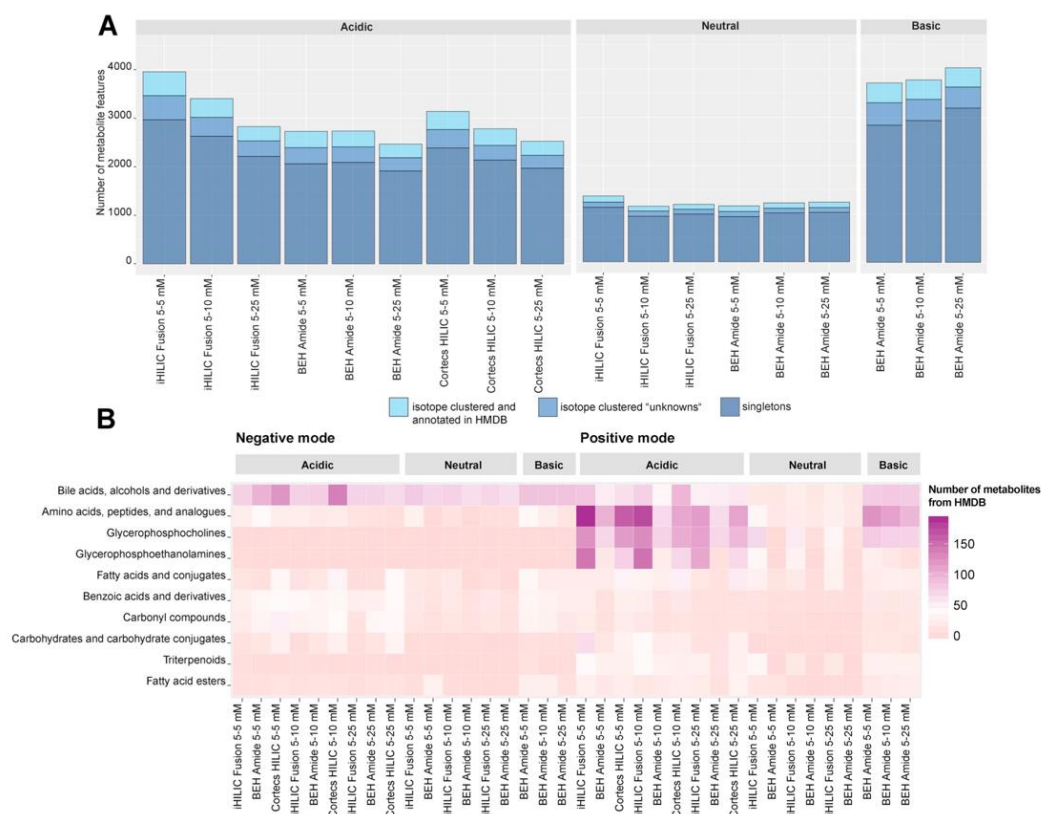 A
Acidic
Neutral
Basic
Number of metabolite features
4000
3000
2000
1000
0
iHILIC Fusion 5-5 mM
iHILIC Fusion 5-10 mM
iHILIC Fusion 5-25 mM
BEH Amide 5-5 mM
BEH Amide 5-10 mM
BEH Amide 5-25 mM
Cortecs HILIC 5-5 mM
Cortecs HILIC 5-10 mM
Cortecs HILIC 5-25 mM
iHILIC Fusion 5-5 mM
iHILIC Fusion 5-10 mM
iHILIC Fusion 5-25 mM
BEH Amide 5-5 mM
BEH Amide 5-10 mM
BEH Amide 5-25 mM
BEH Amide 5-5 mM
BEH Amide 5-10 mM
BEH Amide 5-25 mM
isotope clustered and
annotated in HMDB
isotope clustered "unknowns"
singletons
B
Negative mode
Positive mode
Acidic
Neutral
Basic
Acidic
Neutral
Basic
Bile acids, alcohols and derivatives
Amino acids, peptides, and analogues
Glycerophosphocholines
Glycerophosphoethanolamines
Fatty acids and conjugates
Benzoic acids and derivatives
Carbonyl compounds
Carbohydrates and carbohydrate conjugates
Triterpenoids
Fatty acid esters
Number of metabolites
from HMDB
150
100
50
0
iHILIC Fusion 5-5 mM
BEH Amide 5-5 mM
Cortecs HILIC 5-5 mM
iHILIC Fusion 5-10 mM
BEH Amide 5-10 mM
Cortecs HILIC 5-10 mM
iHILIC Fusion 5-25 mM
BEH Amide 5-25 mM
Cortecs HILIC 5-25 mM
iHILIC Fusion 5-5 mM
BEH Amide 5-5 mM
iHILIC Fusion 5-10 mM
BEH Amide 5-10 mM
iHILIC Fusion 5-25 mM
BEH Amide 5-25 mM
BEH Amide 5-5 mM
BEH Amide 5-10 mM
BEH Amide 5-25 mM
iHILIC Fusion 5-5 mM
BEH Amide 5-5 mM
Cortecs HILIC 5-5 mM
iHILIC Fusion 5-10 mM
BEH Amide 5-10 mM
Cortecs HILIC 5-10 mM
iHILIC Fusion 5-25 mM
BEH Amide 5-25 mM
Cortecs HILIC 5-25 mM
iHILIC Fusion 5-5 mM
BEH Amide 5-5 mM
iHILIC Fusion 5-10 mM
BEH Amide 5-10 mM
iHILIC Fusion 5-25 mM
BEH Amide 5-25 mM
BEH Amide 5-5 mM
BEH Amide 5-10 mM
BEH Amide 5-25 mM